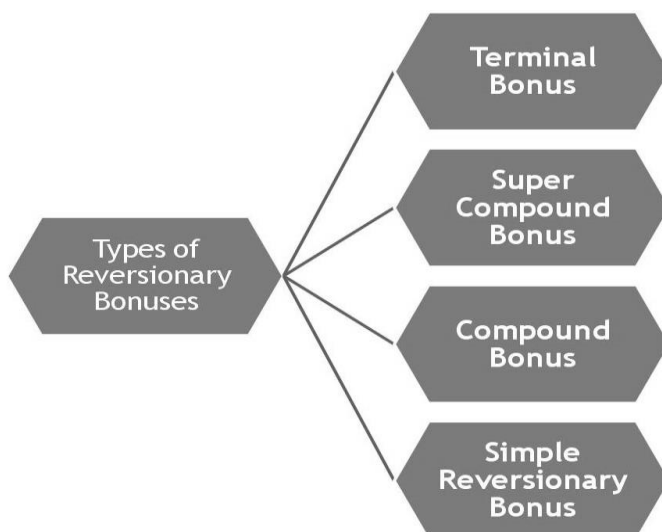 Types of
Reversionary
Bonuses
Terminal
Bonus
Super
Compound
Bonus
Compound
Bonus
Simple
Reversionary
Bonus